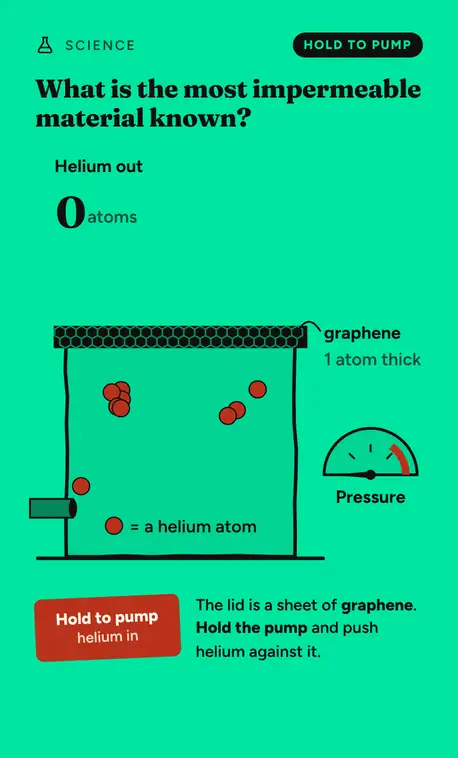 SCIENCE
HOLD TO PUMP
What is the most impermeable
material known?
Helium out
0 atoms
graphene
1 atom thick
Pressure
= a helium atom
Hold to pump
helium in
The lid is a sheet of graphene.
Hold the pump and push
helium against it.